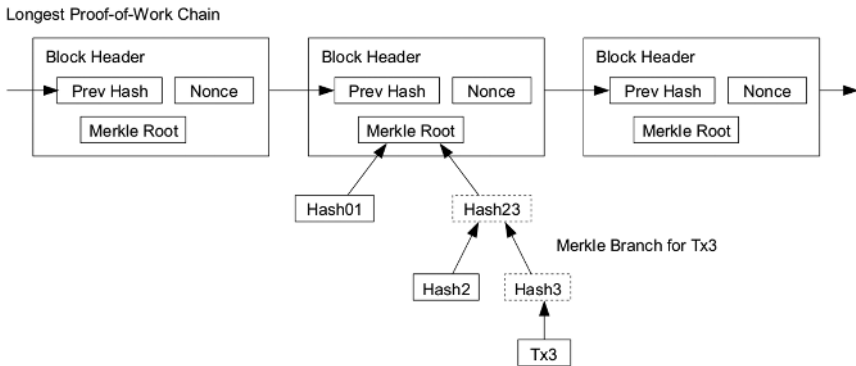 Longest Proof-of-Work Chain
Block Header
Prev Hash
Nonce
Merkle Root
Block Header
Prev Hash
Nonce
Merkle Root
Block Header
Prev Hash
Nonce
Merkle Root
Hash01
Hash23
Merkle Branch for Tx3
Hash2
Hash3
Tx3